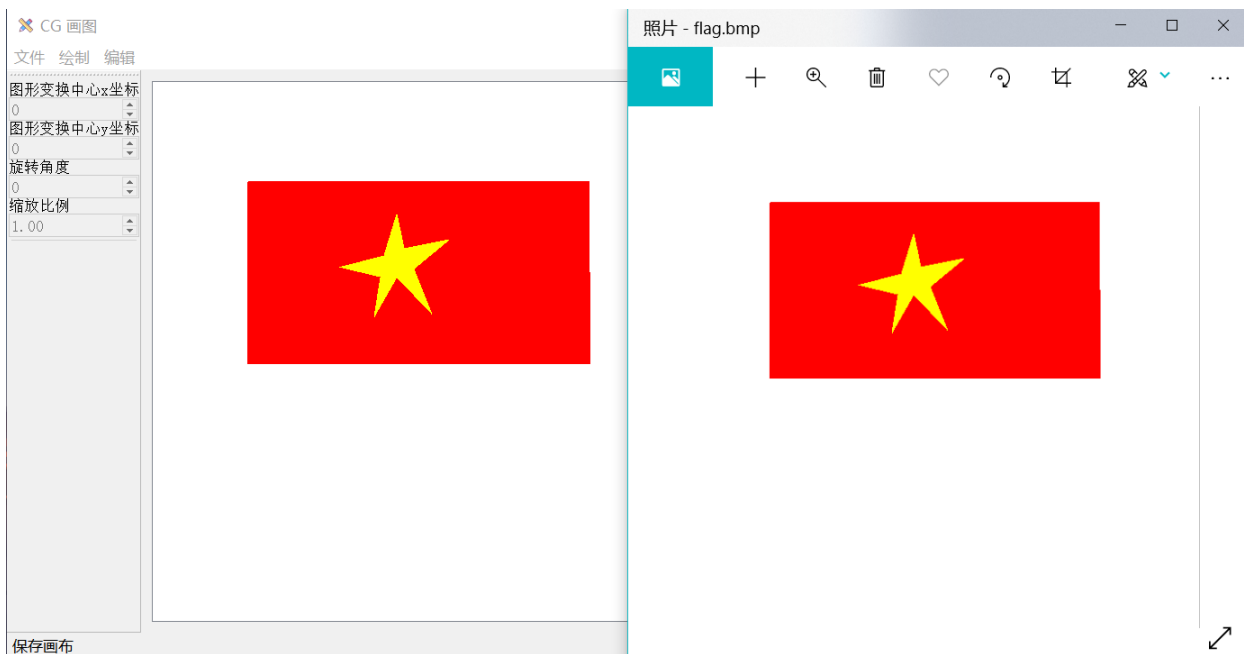 CG 画图
文件 绘制 编辑
图形变换中心x坐标
0
图形变换中心y坐标
0
旋转角度
0
缩放比例
1.00
保存画布
照片 - flag.bmp